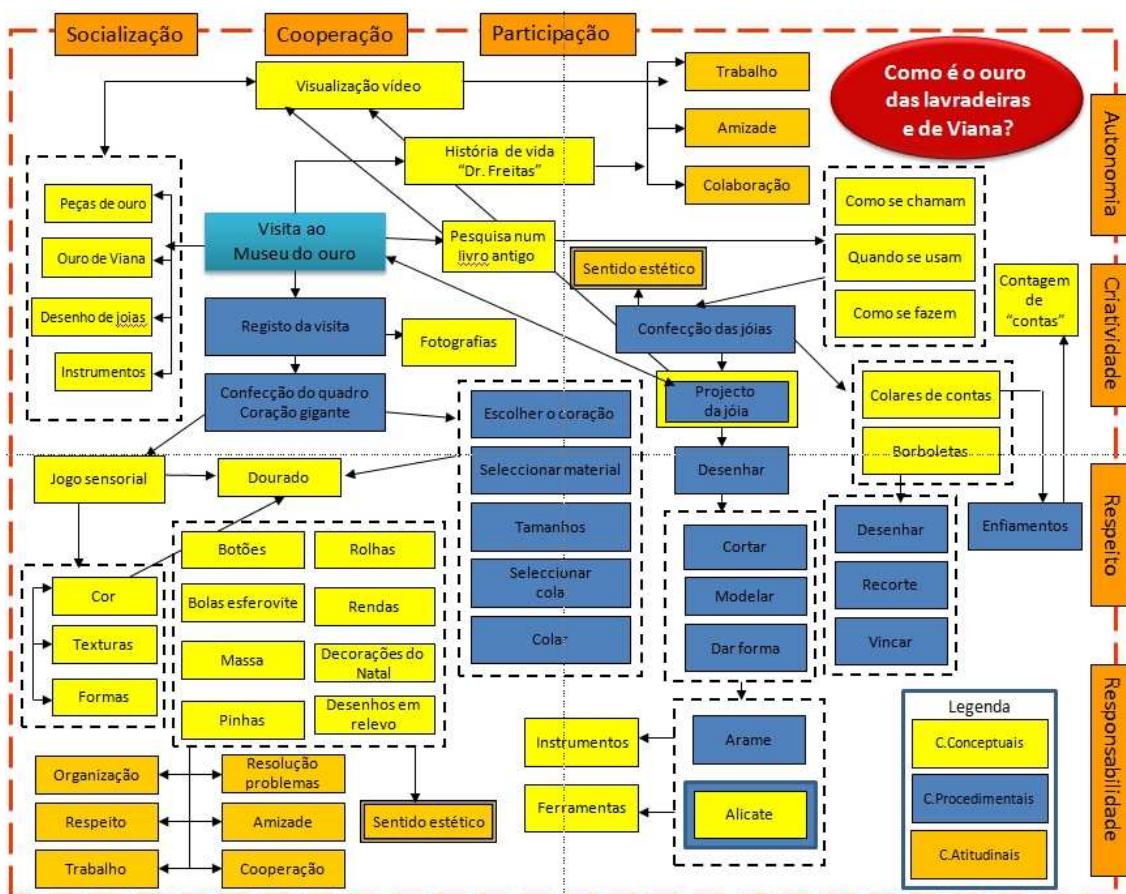 Socialização
Cooperação
Participação
Como é o ouro
das lavradeiras
e de Viana?
Autonomia
Criatividade
Respeito
Responsabilidade
Visualização vídeo
Trabalho
Amizade
Colaboração
História de vida
"Dr. Freitas"
Peças de ouro
Ouro de Viana
Desenho de joias
Instrumentos
Visita ao
Museu do ouro
Pesquisa num
livro antigo
Sentido estético
Como se chamam
Quando se usam
Como se fazem
Contagem
de
"contas"
Registo da visita
Fotografias
Confecção das jóias
Confecção do quadro
Coração gigante
Escolher o coração
Seleccionar material
Tamanhos
Seleccionar
cola
Colar
Projecto
da jóia
Desenhar
Colares de contas
Borboletas
Jogo sensorial
Dourado
Cortar
Modelar
Dar forma
Desenhar
Recorte
Vincar
Enfiamentos
Cor
Texturas
Formas
Botões
Rolhas
Bolas esferovite
Rendas
Massa
Decorações do
Natal
Pinhas
Desenhos em
relevo
Instrumentos
Arame
Ferramentas
Alicate
Organização
Resolução
problemas
Respeito
Amizade
Trabalho
Cooperação
Sentido estético
Legenda
C.Conceptuais
C.Procedimentais
C.Atitudinais